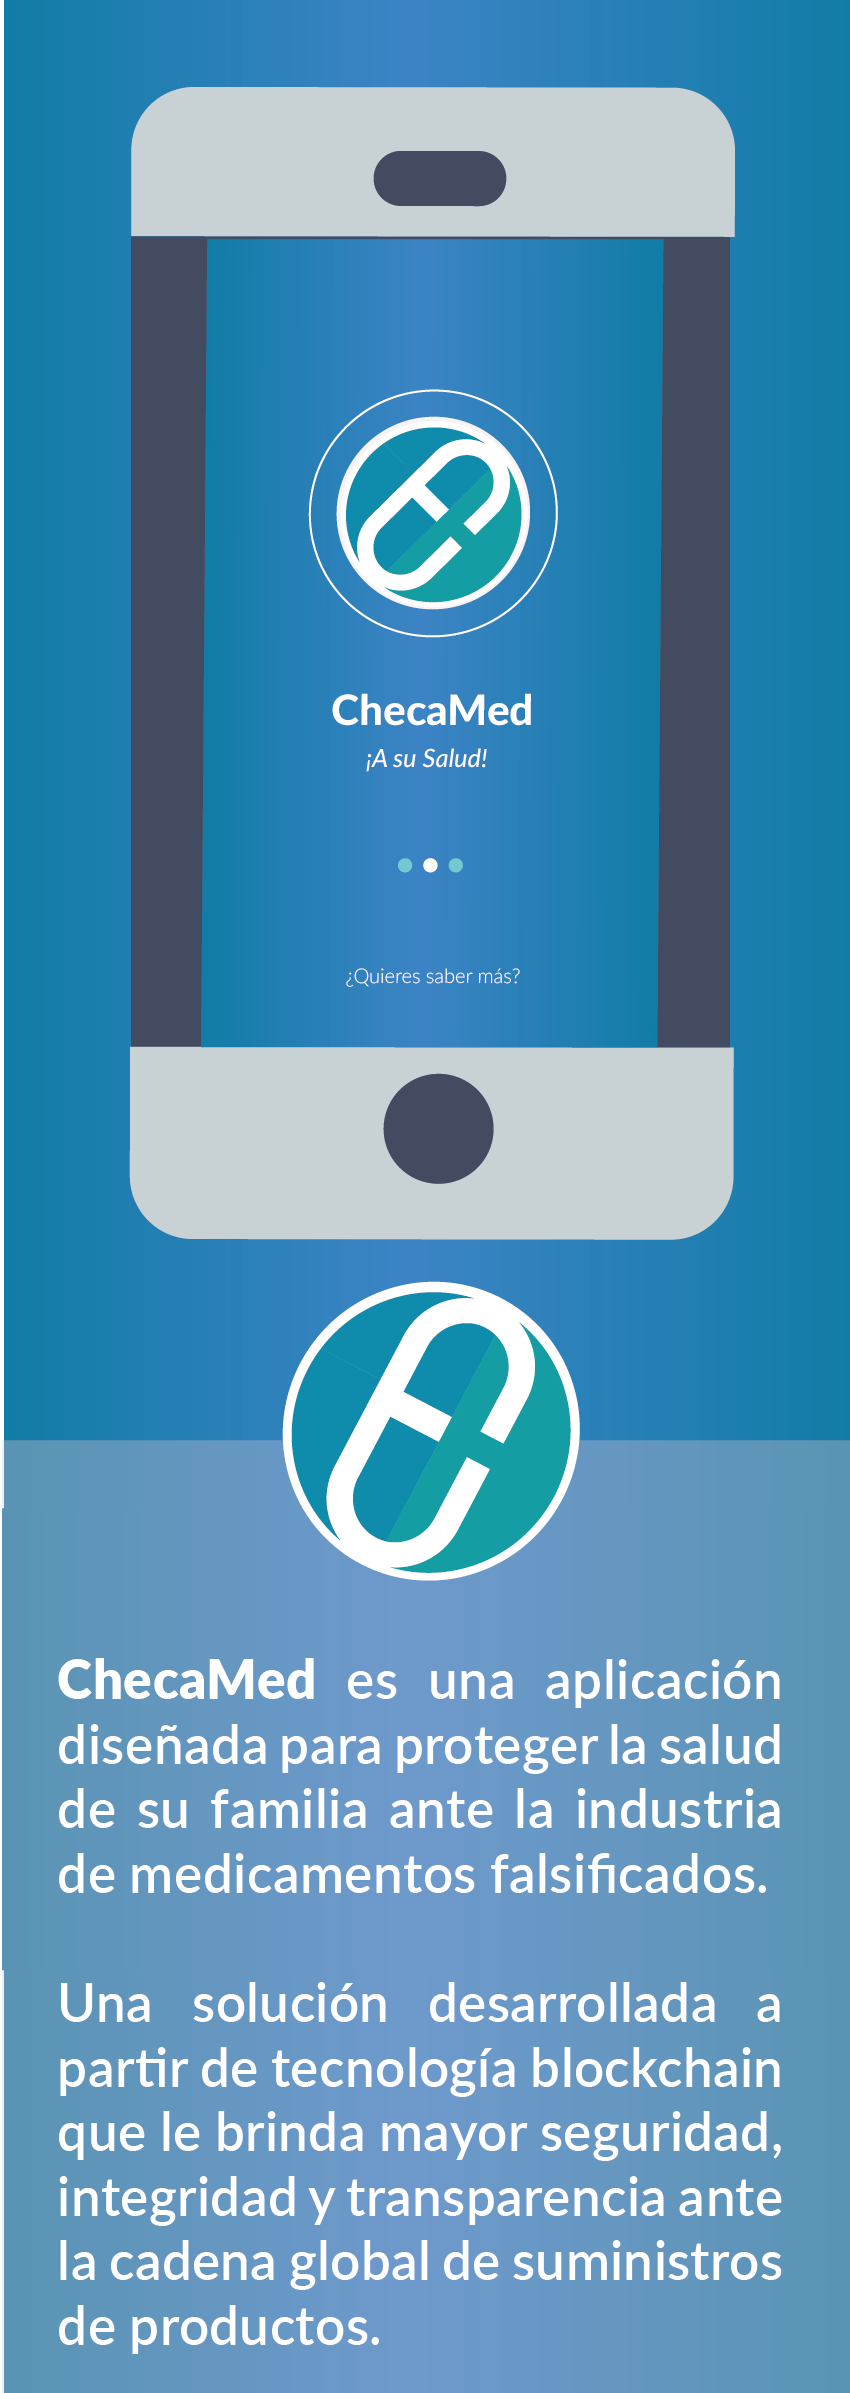 ChecaMed
¡A su Salud!
¿Quieres saber más?
ChecaMed es una aplicación
diseñada para proteger la salud
de su familia ante la industria
de medicamentos falsificados.
Una solución desarrollada a
partir de tecnología blockchain
que le brinda mayor seguridad,
integridad y transparencia ante
la cadena global de suministros
de productos.